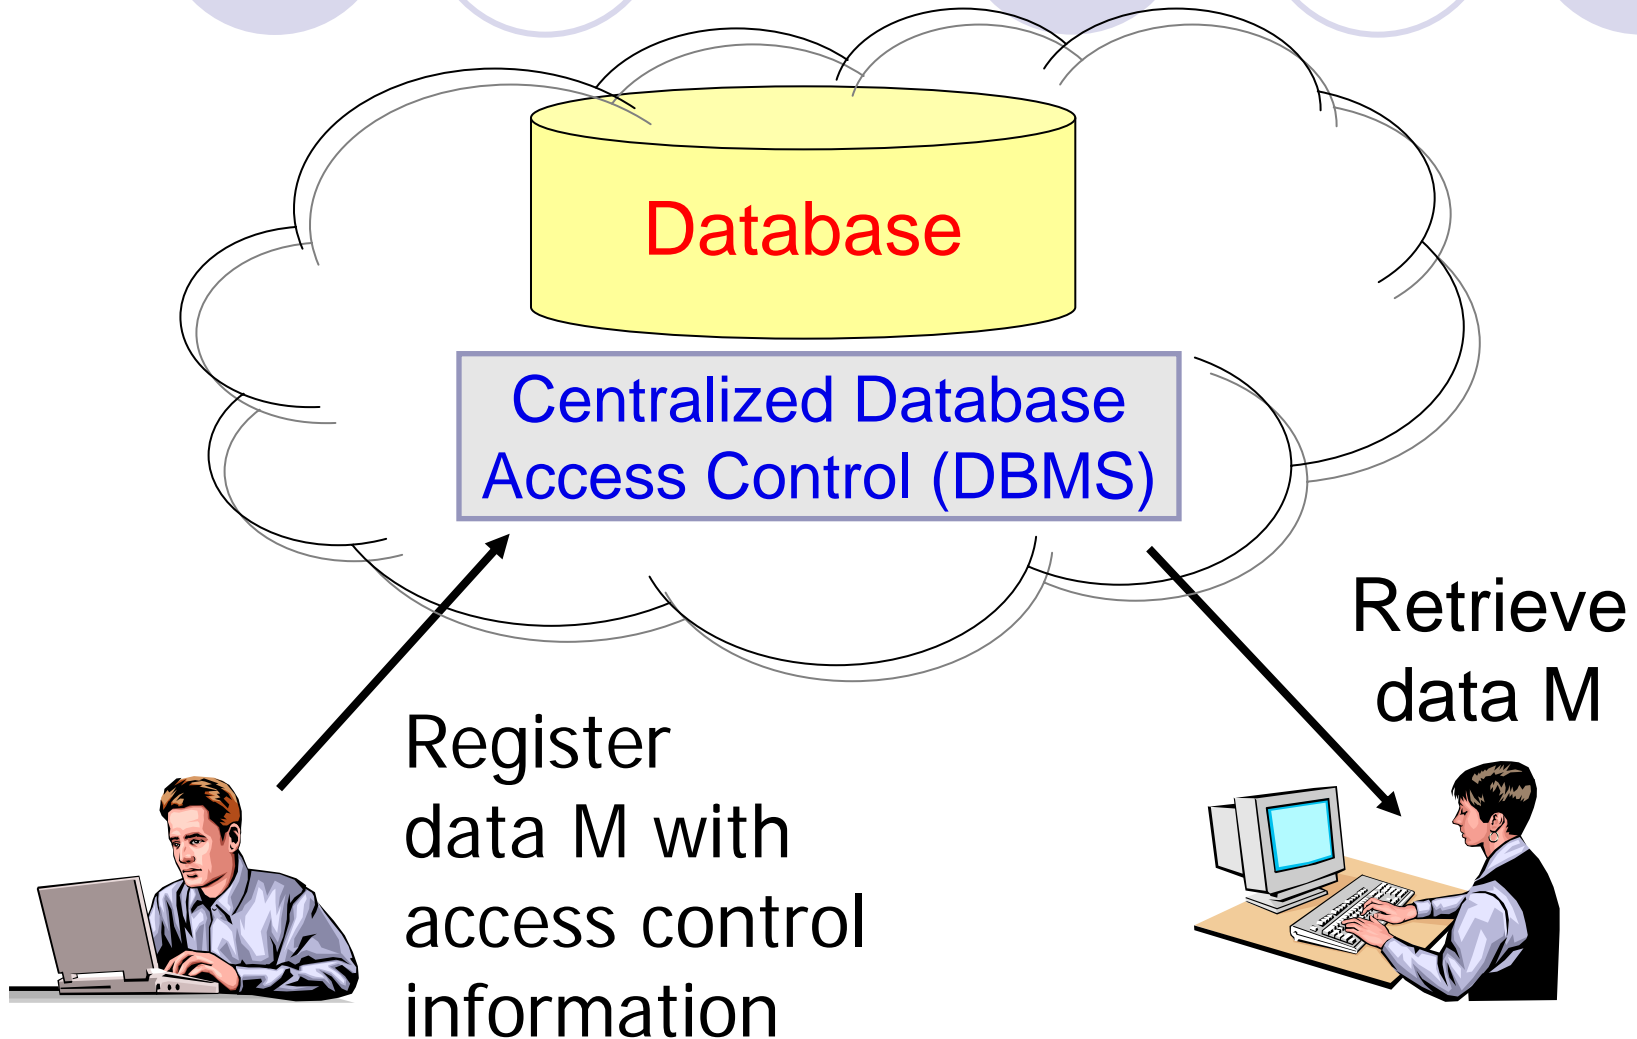 Database
Centralized Database
Access Control (DBMS)
Retrieve
data M
Register
data M with
access control
information